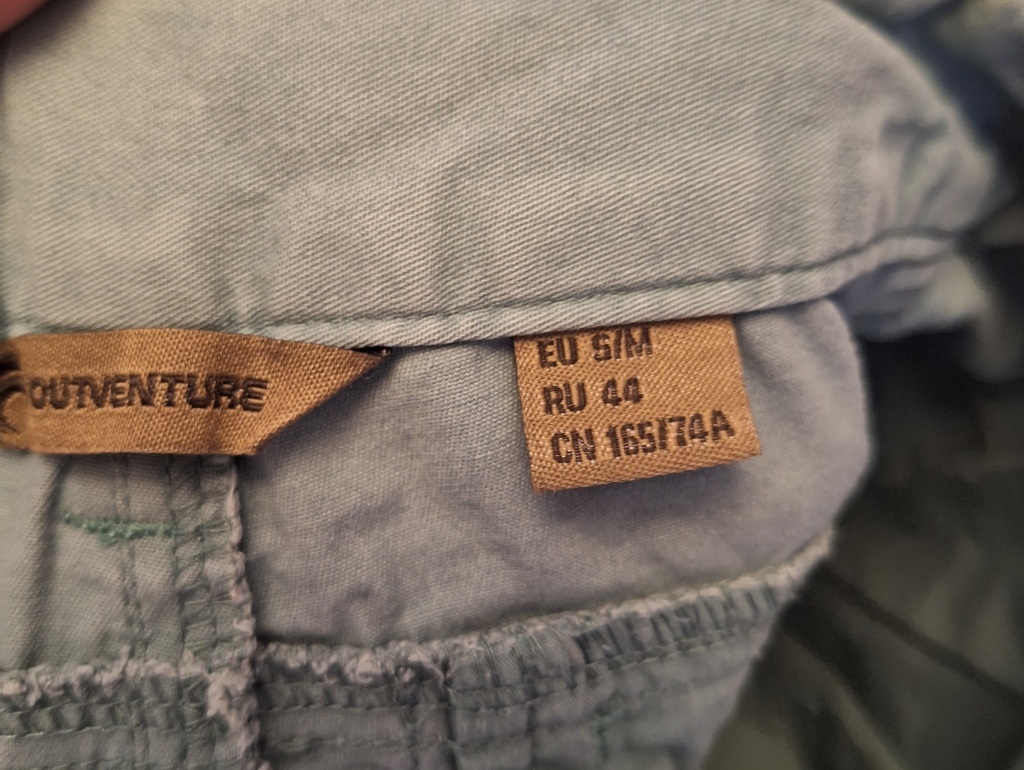 OUTVENTURE
EU S/M
RU 44
CN 165/74A